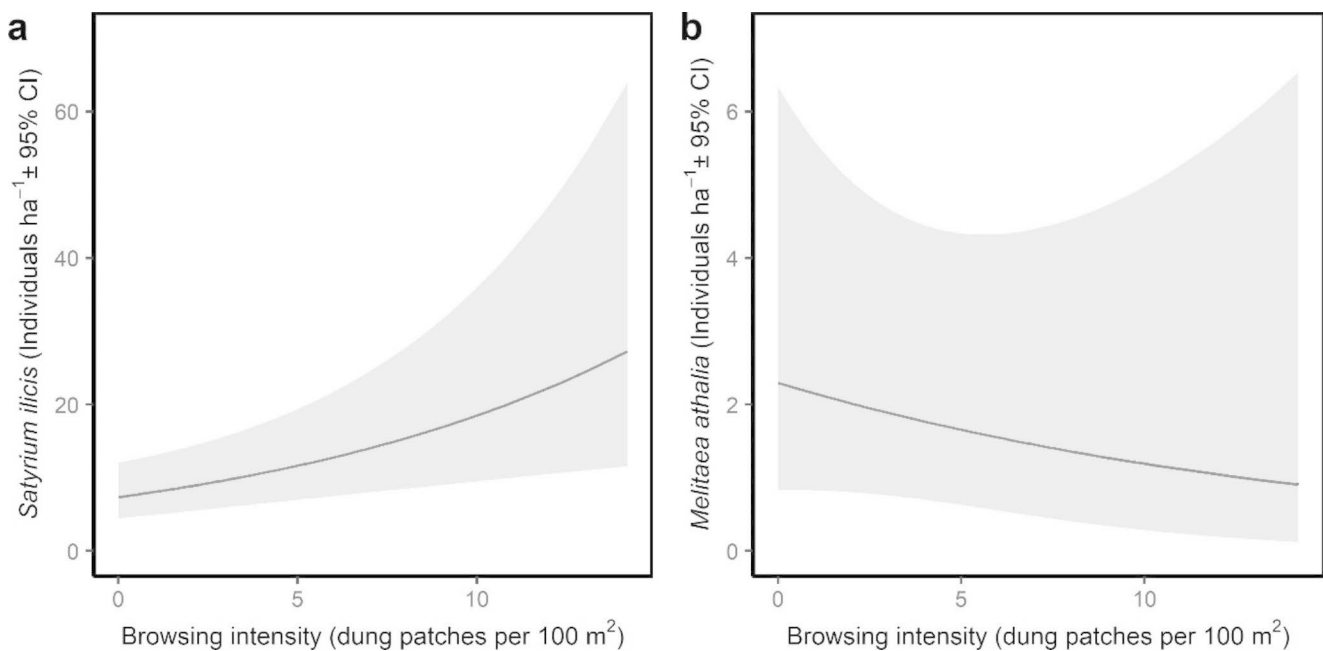 a
Satyrium ilicis (Individuals ha⁻¹ ± 95% CI)
60
40
20
0
0 5 10
Browsing intensity (dung patches per 100 m²)
b
Melitaea athalia (Individuals ha⁻¹ ± 95% CI)
6
4
2
0
0 5 10
Browsing intensity (dung patches per 100 m²)